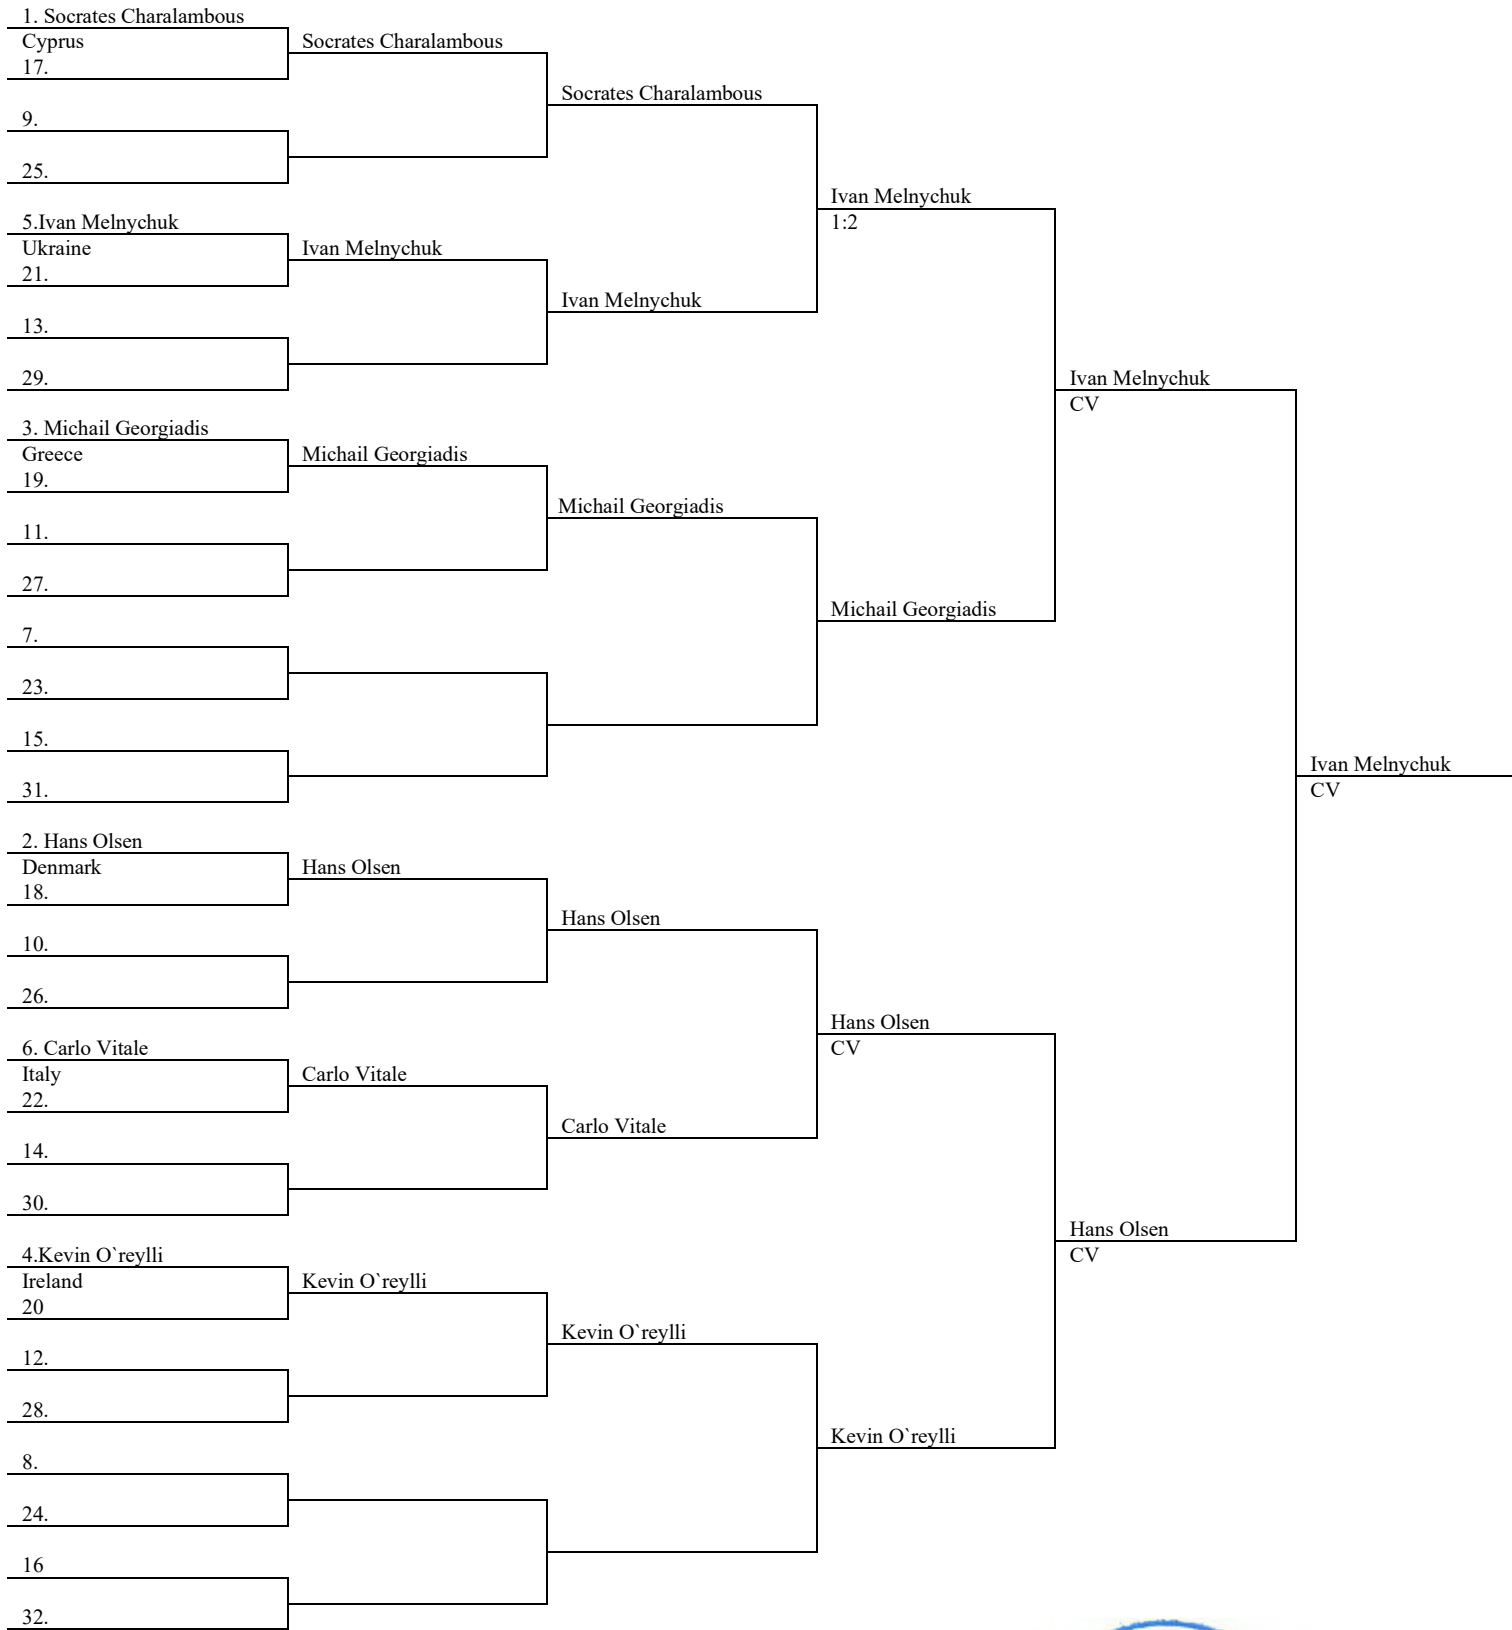 1. Socrates Charalambous
Cyprus
17.
9.
25.
5.Ivan Melnychuk
Ukraine
21.
13.
29.
3. Michail Georgiadis
Greece
19.
11.
27.
7.
23.
15.
31.
2. Hans Olsen
Denmark
18.
10.
26.
6. Carlo Vitale
Italy
22.
14.
30.
4.Kevin O`reylli
Ireland
20
12.
28.
8.
24.
16
32.
Socrates Charalambous
Ivan Melnychuk
Michail Georgiadis
Hans Olsen
Carlo Vitale
Kevin O`reylli
Socrates Charalambous
Ivan Melnychuk
Michail Georgiadis
Hans Olsen
Carlo Vitale
Kevin O`reylli
Ivan Melnychuk
1:2
Michail Georgiadis
Hans Olsen
CV
Kevin O`reylli
Ivan Melnychuk
CV
Hans Olsen
CV
Ivan Melnychuk
CV